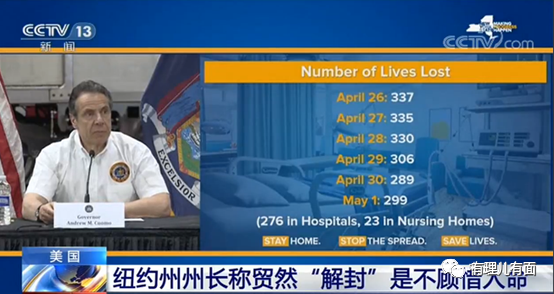 CCTV 13
新闻
CCTV.com
Number of Lives Lost
April 26: 337
April 27: 335
April 28: 330
April 29: 306
April 30: 289
May 1: 299
(276 in Hospitals, 23 in Nursing Homes)
STAY HOME. STOP THE SPREAD. SAVE LIVES.
EXCELSIOR
Governor
Andrew M. Cuomo
美国
纽约州州长称贸然“解封”是不顾惜人命
有理儿有面